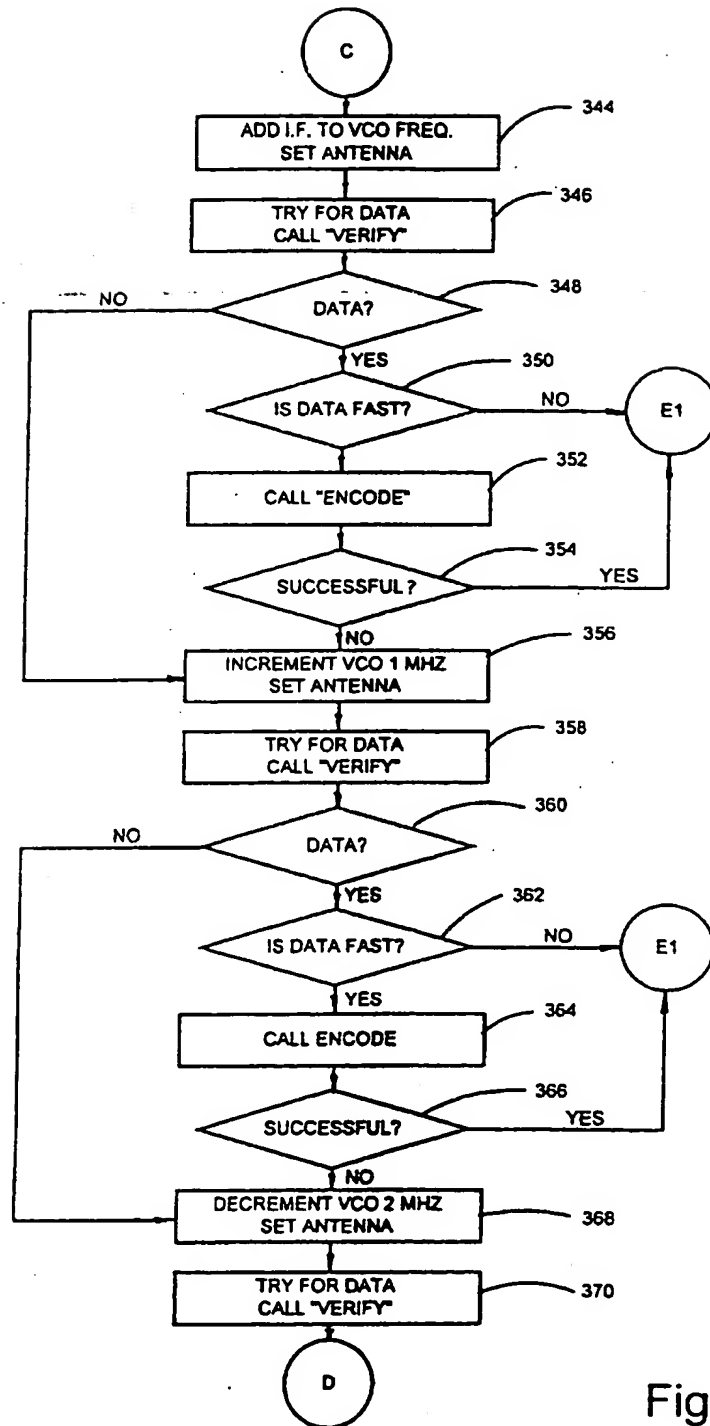 C
ADD I.F. TO VCO FREQ.
SET ANTENNA
344
TRY FOR DATA
CALL "VERIFY"
346
NO
DATA?
348
YES
IS DATA FAST?
350
NO
E1
CALL "ENCODE"
352
SUCCESSFUL?
354
YES
NO
INCREMENT VCO 1 MHZ
SET ANTENNA
356
TRY FOR DATA
CALL "VERIFY"
358
NO
DATA?
360
YES
IS DATA FAST?
362
NO
E1
YES
CALL ENCODE
364
SUCCESSFUL?
366
YES
NO
DECREMENT VCO 2 MHZ
SET ANTENNA
368
TRY FOR DATA
CALL "VERIFY"
370
D
Fig